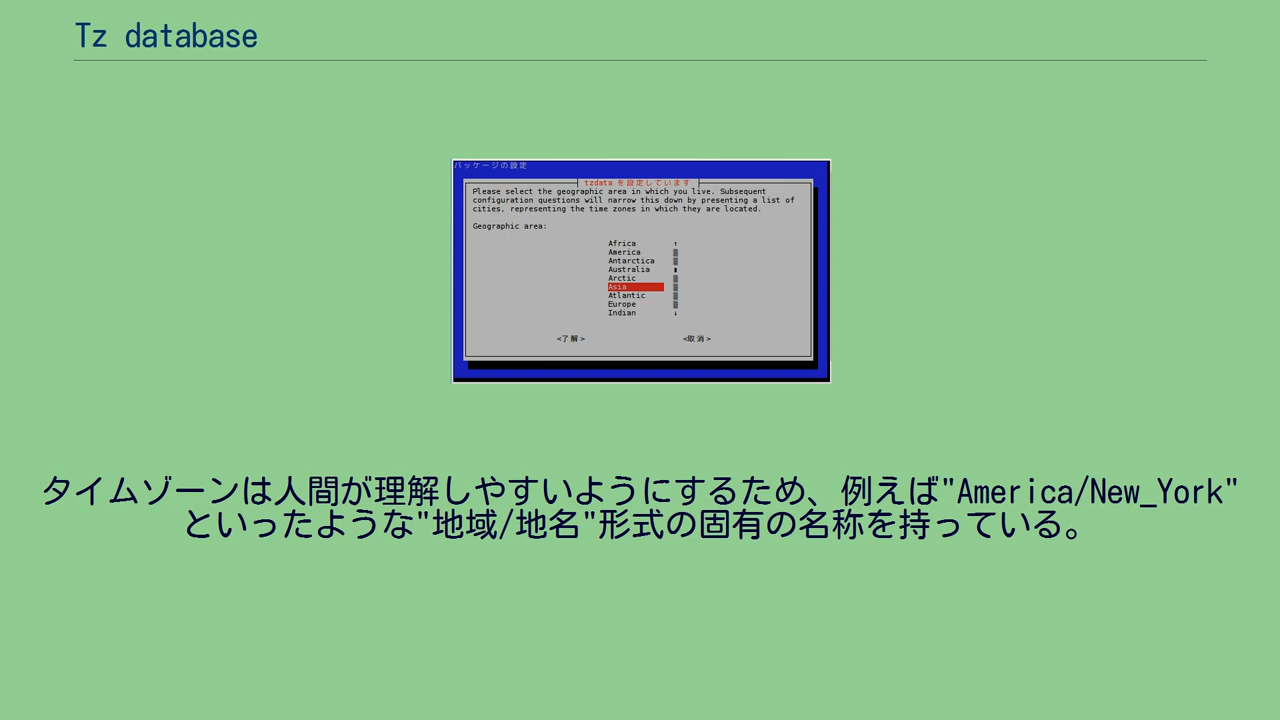 Tz database
パッケージの設定
tzdata を設定しています
Please select the geographic area in which you live. Subsequent
configuration questions will narrow this down by presenting a list of
cities, representing the time zones in which they are located.
Geographic area:
Africa
America
Antarctica
Australia
Arctic
Asia
Atlantic
Europe
Indian
<了解> <取消>
タイムゾーンは人間が理解しやすいようにするため、例えば"America/New_York"
といったような"地域/地名"形式の固有の名称を持っている。